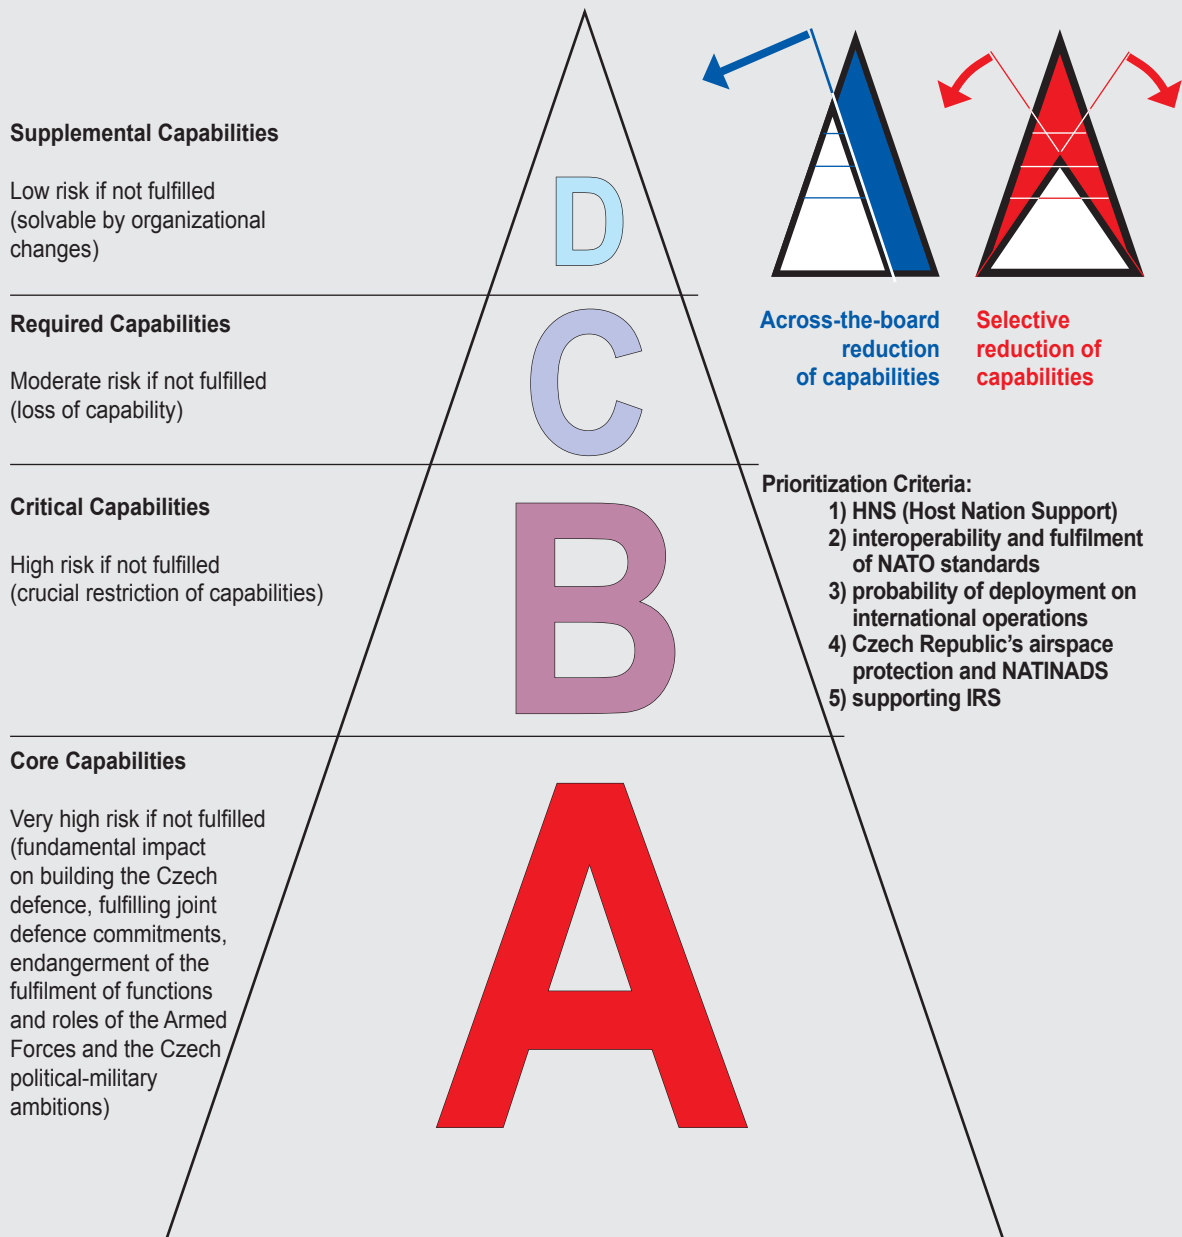 Supplemental Capabilities
Low risk if not fulfilled
(solvable by organizational
changes)
D
Across-the-board
reduction
of capabilities
Selective
reduction of
capabilities
Required Capabilities
Moderate risk if not fulfilled
(loss of capability)
C
Critical Capabilities
High risk if not fulfilled
(crucial restriction of capabilities)
B
Prioritization Criteria:
1) HNS (Host Nation Support)
2) interoperability and fulfilment
of NATO standards
3) probability of deployment on
international operations
4) Czech Republic's airspace
protection and NATINADS
5) supporting IRS
Core Capabilities
Very high risk if not fulfilled
(fundamental impact
on building the Czech
defence, fulfilling joint
defence commitments,
endangerment of the
fulfilment of functions
and roles of the Armed
Forces and the Czech
political-military
ambitions)
A